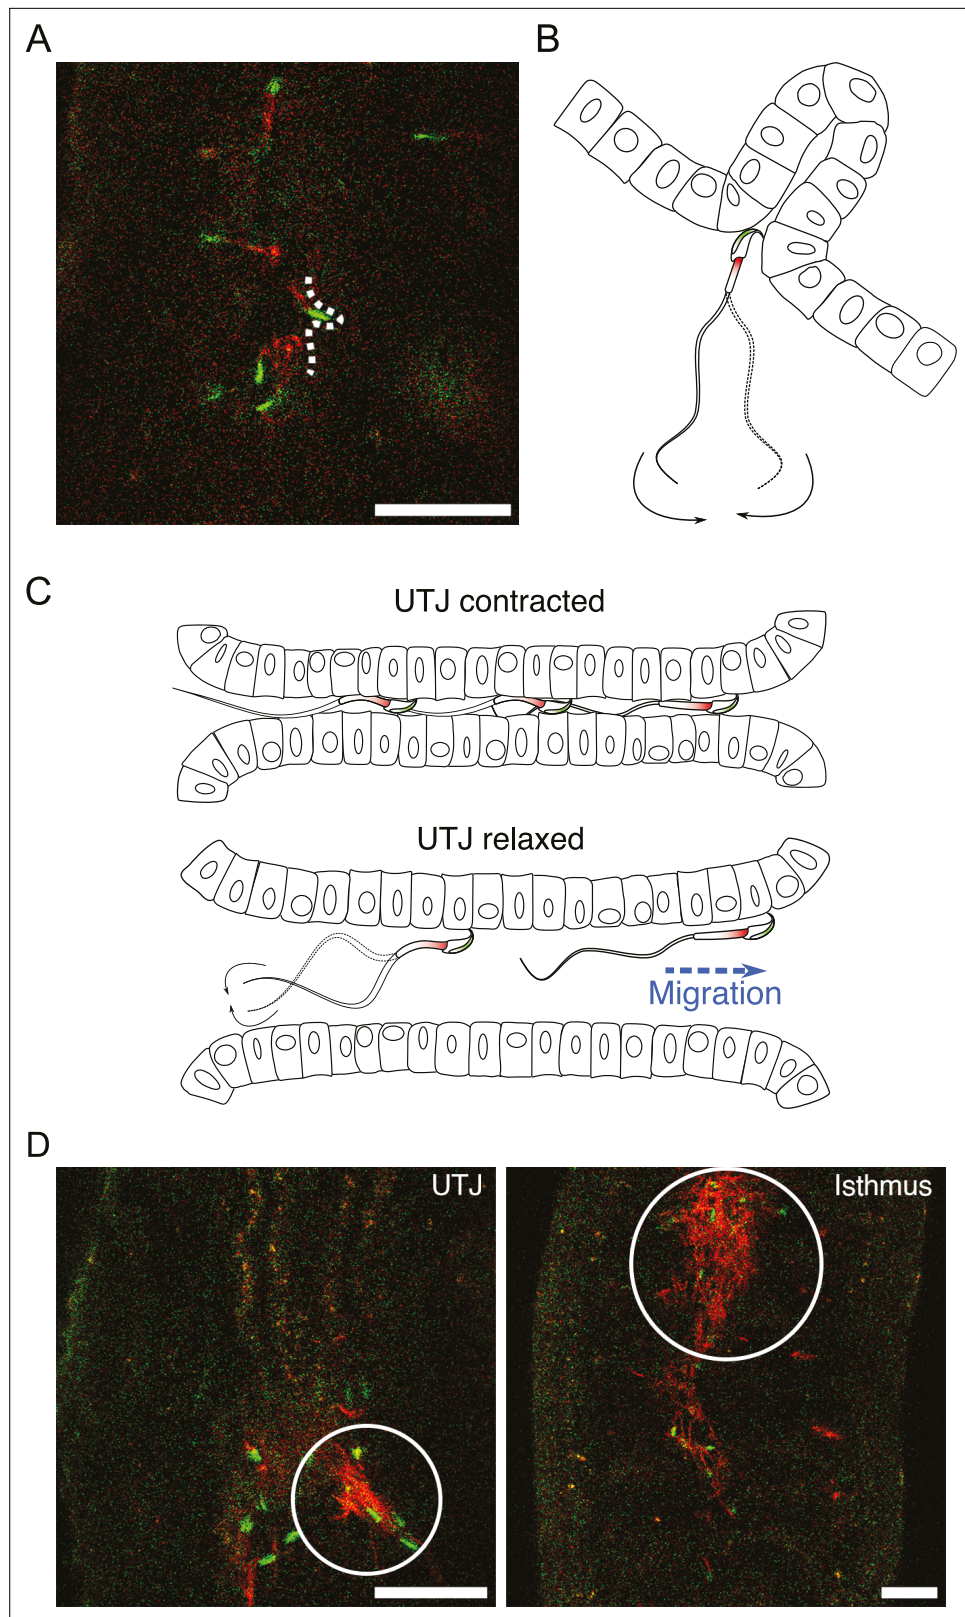 A
B
C
UTJ contracted
UTJ relaxed
Migration
D
UTJ
Isthmus